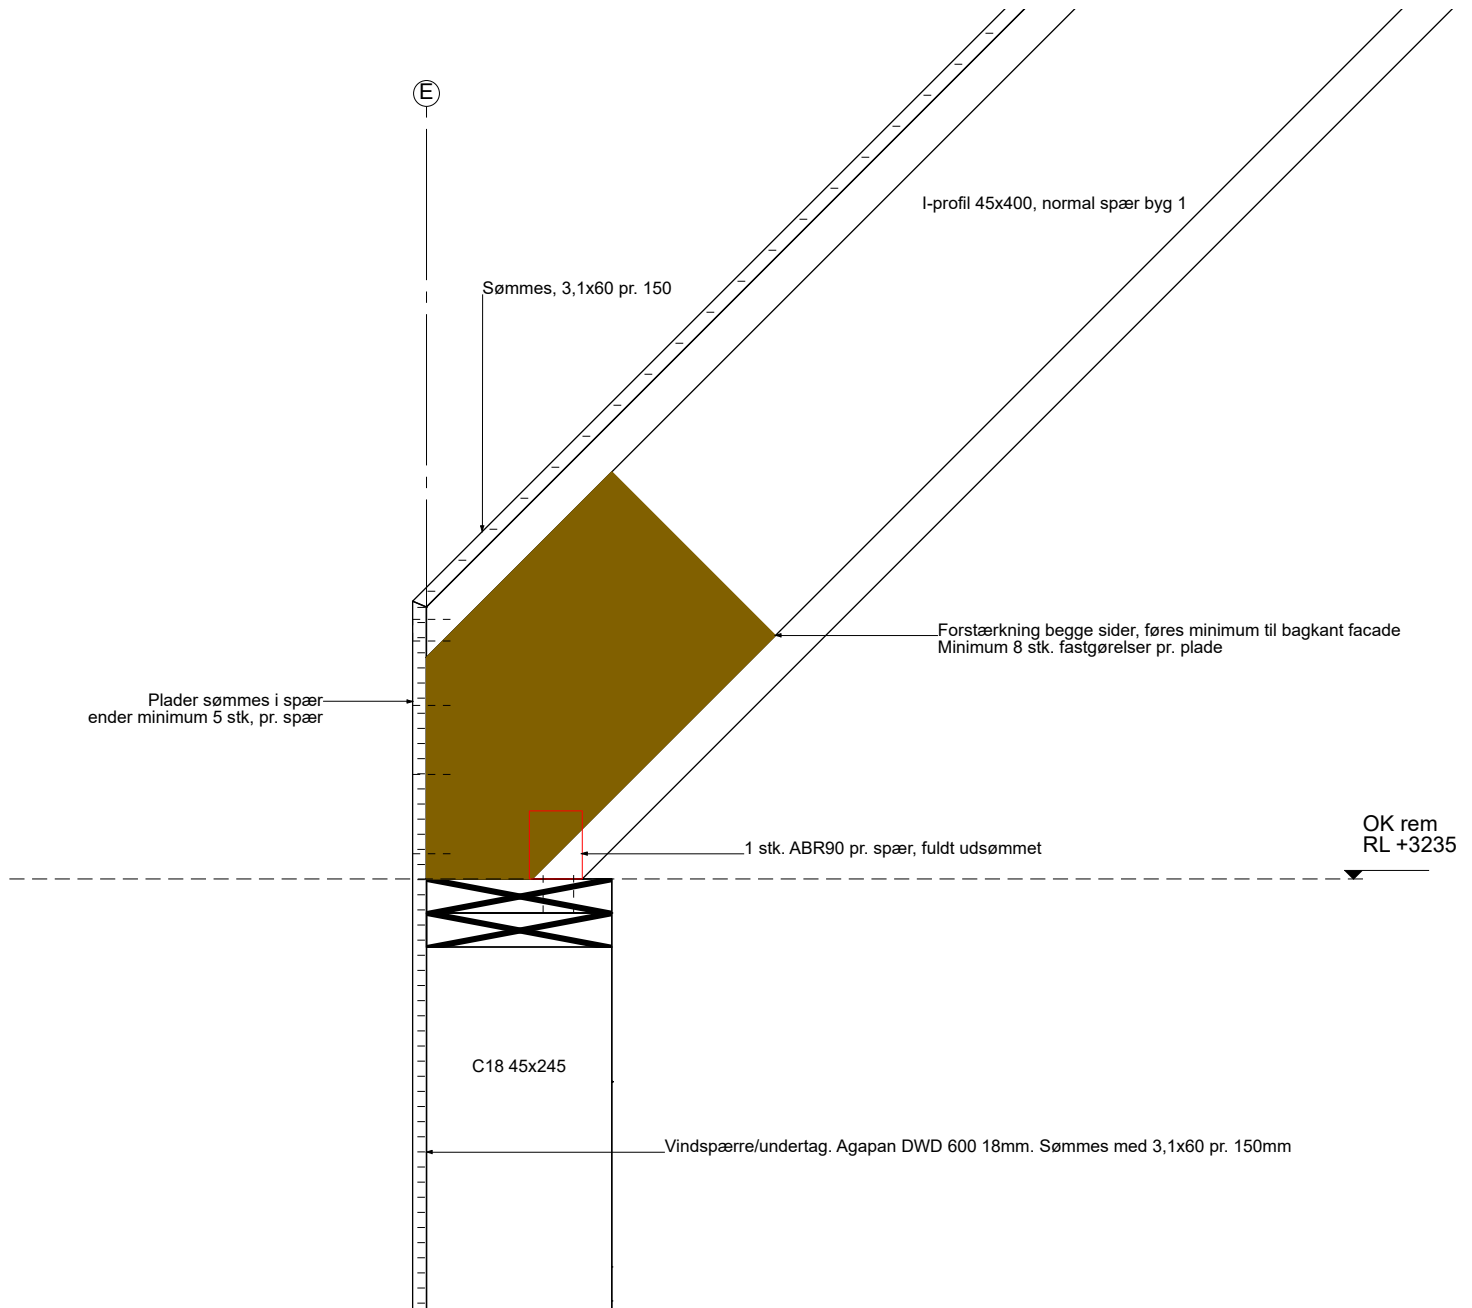 E
I-profil 45x400, normal spær byg 1
Sømmes, 3,1x60 pr. 150
Forstærkning begge sider, føres minimum til bagkant facade
Minimum 8 stk. fastgørelser pr. plade
Plader sømmes i spær
ender minimum 5 stk, pr. spær
OK rem
RL +3235
1 stk. ABR90 pr. spær, fuldt udsømmet
C18 45x245
Vindspærre/undertag. Agapan DWD 600 18mm. Sømmes med 3,1x60 pr. 150mm